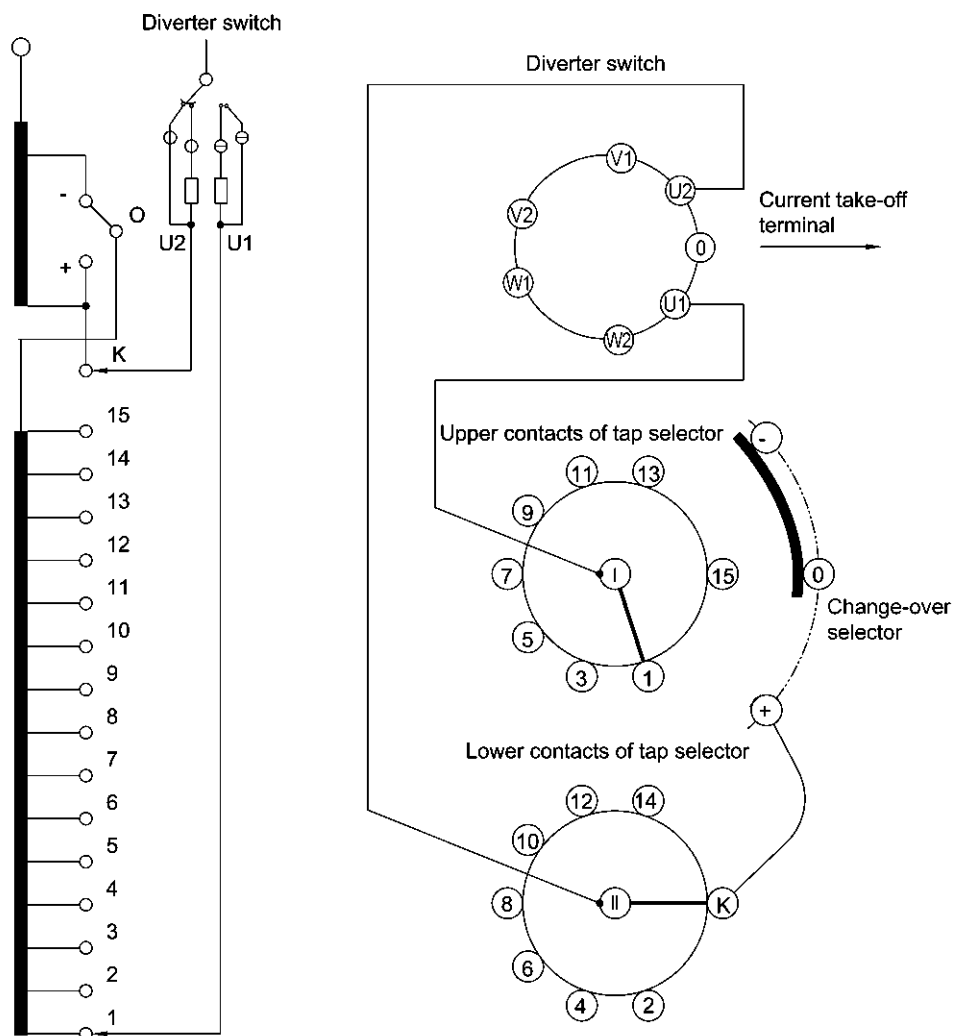 Diverter switch
-
O
+
U2
U1
K
15
14
13
12
11
10
9
8
7
6
5
4
3
2
1
Diverter switch
V1
U2
V2
0
W1
U1
W2
Current take-off
terminal
Upper contacts of tap selector
-
11
13
9
7
I
15
0
5
3
1
Change-over
selector
+
Lower contacts of tap selector
12
14
10
8
II
K
6
4
2